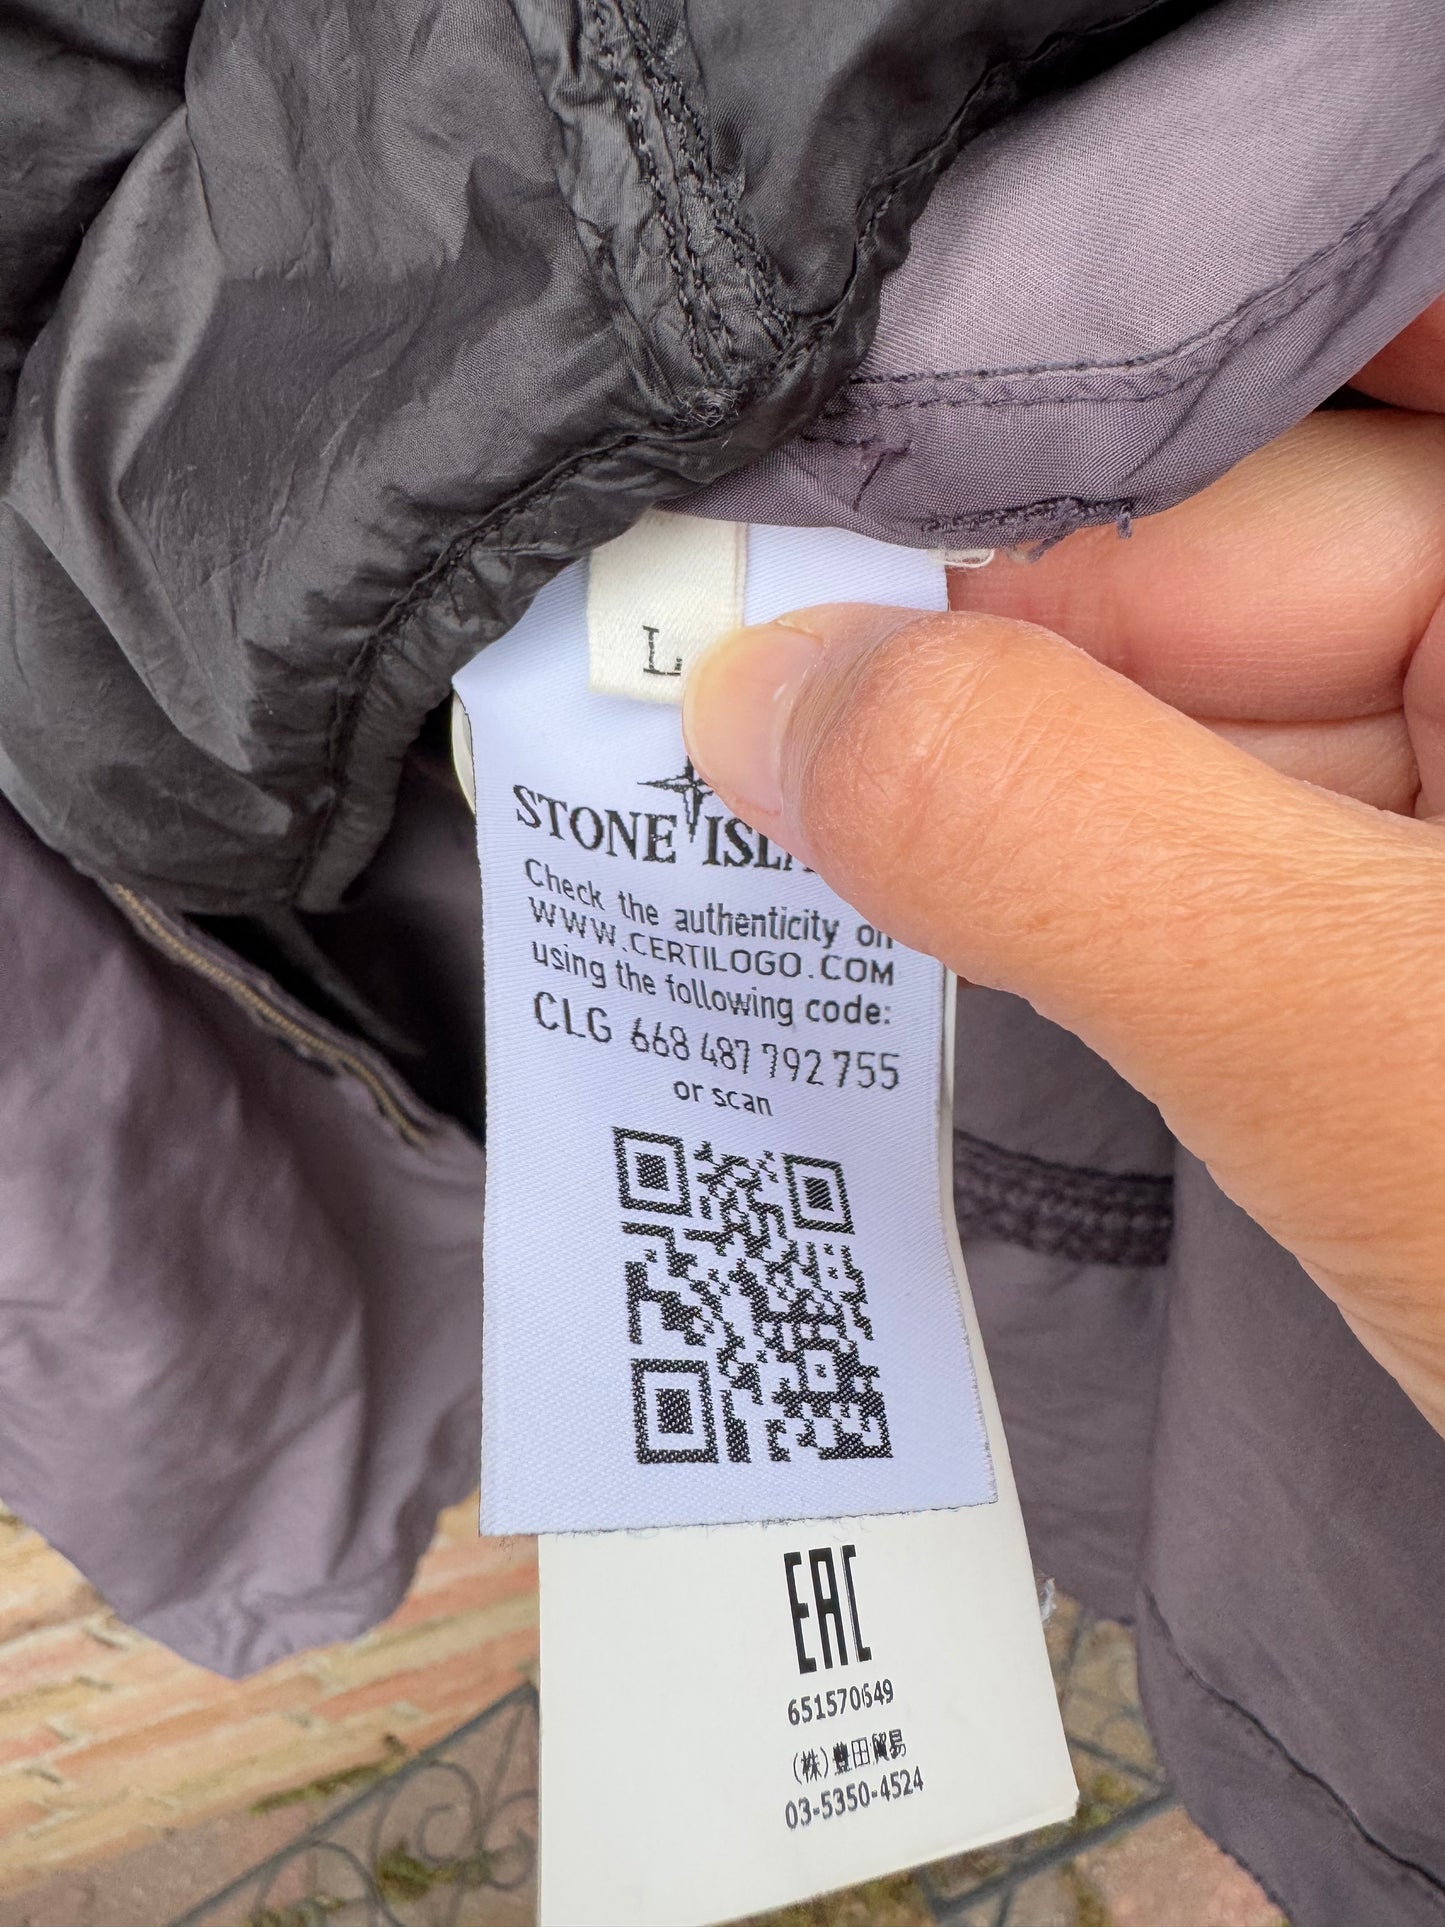 L
STONE
Check the authenticity on
WWW.CERTILOGO.COM
using the following code:
CLG 668 487 792 755
or scan
EAC
651570649
(株)豊田貿易
03-5350-4524